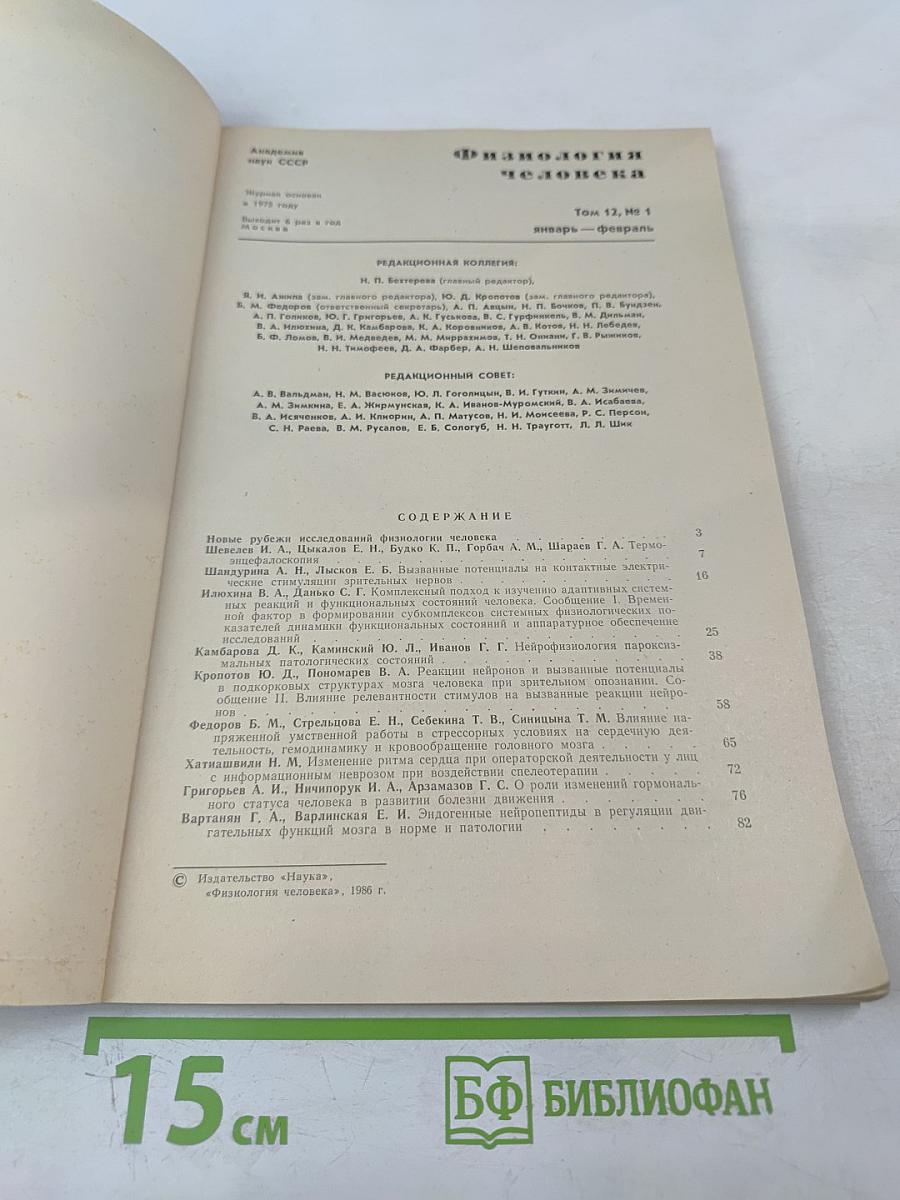 Академия
наук СССР
Физиология
человека
Журнал основан
в 1975 году
Выходит 6 раз в год
Москва
Том 12, № 1
январь — февраль
РЕДАКЦИОННАЯ КОЛЛЕГИЯ:
Н. П. Бехтерева (главный редактор),
Я. И. Ажипа (зам. главного редактора), Ю. Д. Кропотов (зам. главного редактора),
Б. М. Федоров (ответственный секретарь), А. П. Авцын, Н. П. Бочков, П. В. Бундзен,
А. П. Голиков, Ю. Г. Григорьев, А. К. Гуськова, В. С. Гурфинкель, В. М. Дильман,
В. А. Илюхина, Д. К. Камбарова, К. А. Коровников, А. В. Котов, Н. Н. Лебедев,
Б. Ф. Ломов, В. И. Медведев, М. М. Миррахимов, Т. Н. Ониани, Г. В. Рыжиков,
Н. Н. Тимофеев, Д. А. Фарбер, А. Н. Шеповальников
РЕДАКЦИОННЫЙ СОВЕТ:
А. В. Вальдман, Н. М. Васюков, Ю. Л. Гоголицын, В. И. Гуткин, А. М. Зимичев,
А. М. Зимкина, Е. А. Жирмунская, К. А. Иванов-Муромский, В. А. Исабаева,
В. А. Исяченков, А. И. Клиорин, А. П. Матусов, Н. И. Моисеева, Р. С. Персон,
С. Н. Раева, В. М. Русалов, Е. Б. Сологуб, Н. Н. Трауготт, Л. Л. Шик
СОДЕРЖАНИЕ
Новые рубежи исследований физиологии человека . . . . . . . 3
Шевелев И. А., Цыкалов Е. Н., Будко К. П., Горбач А. М., Шараев Г. А. Термо-
энцефалоскопия . . . . . . . . . . . . . . . . . . . . 7
Шандурина А. Н., Лысков Е. Б. Вызванные потенциалы на контактные электри-
ческие стимуляции зрительных нервов . . . . . . . . . . . . 16
Илюхина В. А., Данько С. Г. Комплексный подход к изучению адаптивных систем-
ных реакций и функциональных состояний человека. Сообщение I. Времен-
ной фактор в формировании субкомплексов системных физиологических по-
казателей динамики функциональных состояний и аппаратурное обеспечение
исследований . . . . . . . . . . . . . . . . . . . . 25
Камбарова Д. К., Каминский Ю. Л., Иванов Г. Г. Нейрофизиология пароксиз-
мальных патологических состояний . . . . . . . . . . . . . 38
Кропотов Ю. Д., Пономарев В. А. Реакции нейронов и вызванные потенциалы
в подкорковых структурах мозга человека при зрительном опознании. Со-
общение II. Влияние релевантности стимулов на вызванные реакции нейро-
нов . . . . . . . . . . . . . . . . . . . . . . . 58
Федоров Б. М., Стрельцова Е. Н., Себекина Т. В., Синицына Т. М. Влияние на-
пряженной умственной работы в стрессорных условиях на сердечную дея-
тельность, гемодинамику и кровообращение головного мозга . . . . . 65
Хатиашвили Н. М. Изменение ритма сердца при операторской деятельности у лиц
с информационным неврозом при воздействии спелеотерапии . . . . . 72
Григорьев А. И., Ничипорук И. А., Арзамазов Г. С. О роли изменений гормональ-
ного статуса человека в развитии болезни движения . . . . . . . 76
Вартанян Г. А., Варлинская Е. И. Эндогенные нейропептиды в регуляции дви-
гательных функций мозга в норме и патологии . . . . . . . . 82
© Издательство «Наука»,
«Физиология человека», 1986 г.
15 см
БФ БИБЛИОФАН